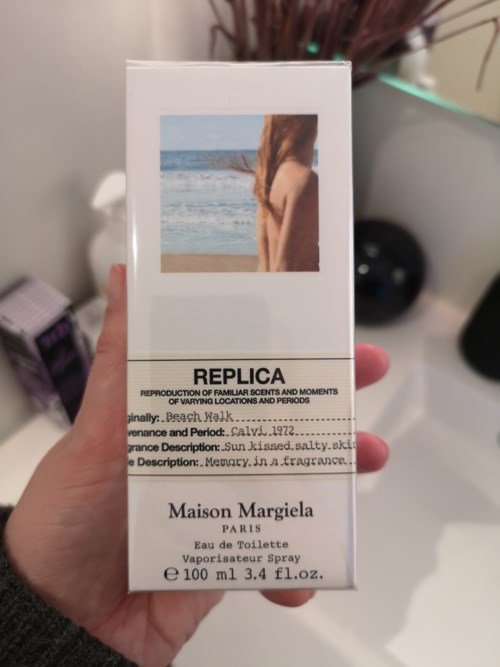 REPLICA
REPRODUCTION OF FAMILIAR SCENTS AND MOMENTS
OF VARYING LOCATIONS AND PERIODS
ginally: Beach Walk
venance and Period: Calvi 1972
grance Description: Sun kissed salty skin
e Description: Memory in a fragrance
Maison Margiela
PARIS
Eau de Toilette
Vaporisateur Spray
℮ 100 ml 3.4 fl.oz.